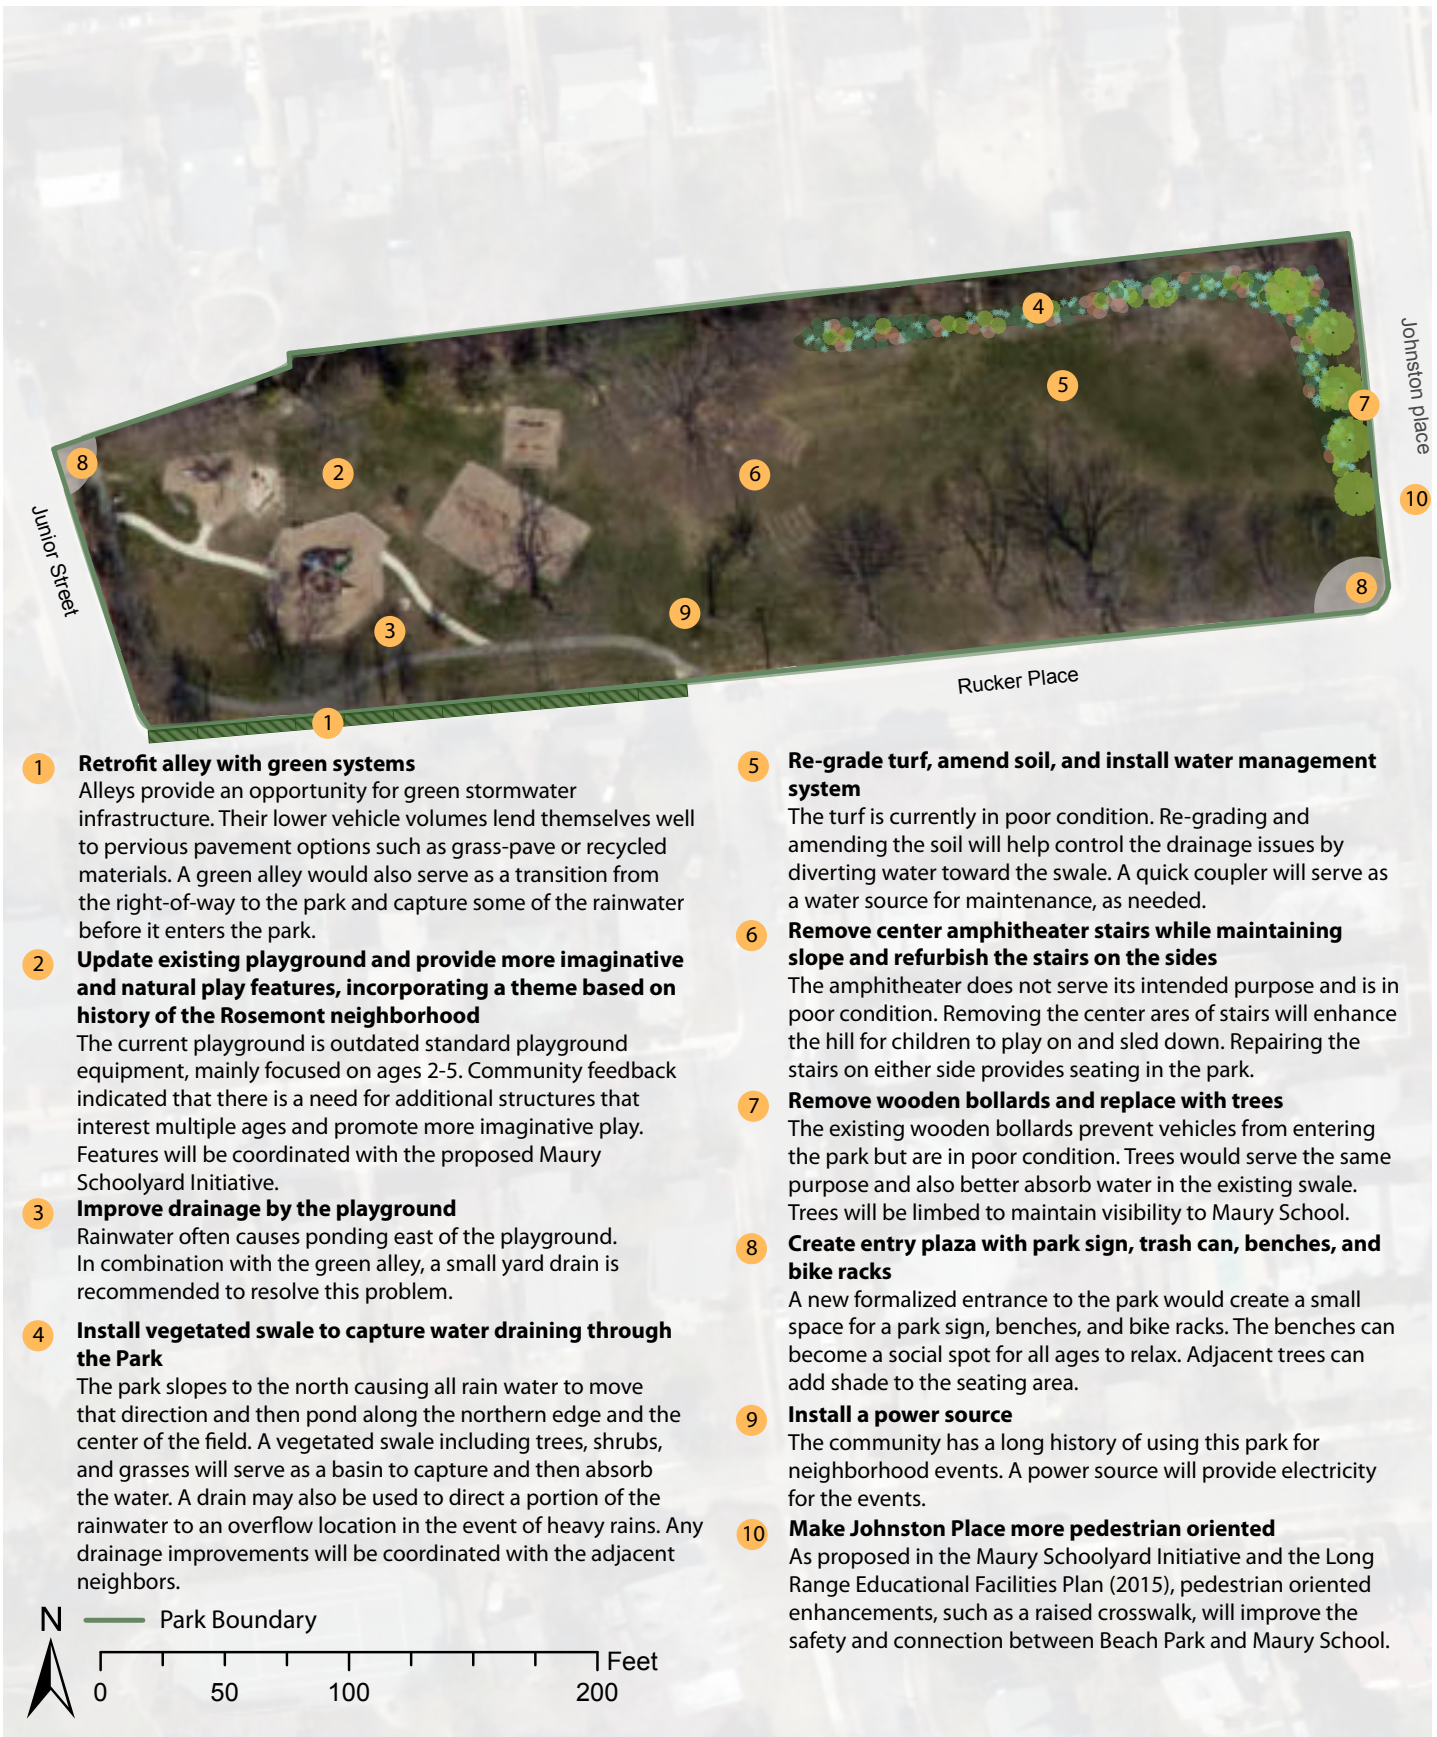 4
Johnston place
5
7
8
2
6
10
Junior Street
8
9
3
Rucker Place
1
1 Retrofit alley with green systems
Alleys provide an opportunity for green stormwater
infrastructure. Their lower vehicle volumes lend themselves well
to pervious pavement options such as grass-pave or recycled
materials. A green alley would also serve as a transition from
the right-of-way to the park and capture some of the rainwater
before it enters the park.
2 Update existing playground and provide more imaginative
and natural play features, incorporating a theme based on
history of the Rosemont neighborhood
The current playground is outdated standard playground
equipment, mainly focused on ages 2-5. Community feedback
indicated that there is a need for additional structures that
interest multiple ages and promote more imaginative play.
Features will be coordinated with the proposed Maury
Schoolyard Initiative.
3 Improve drainage by the playground
Rainwater often causes ponding east of the playground.
In combination with the green alley, a small yard drain is
recommended to resolve this problem.
4 Install vegetated swale to capture water draining through
the Park
The park slopes to the north causing all rain water to move
that direction and then pond along the northern edge and the
center of the field. A vegetated swale including trees, shrubs,
and grasses will serve as a basin to capture and then absorb
the water. A drain may also be used to direct a portion of the
rainwater to an overflow location in the event of heavy rains. Any
drainage improvements will be coordinated with the adjacent
neighbors.
5 Re-grade turf, amend soil, and install water management
system
The turf is currently in poor condition. Re-grading and
amending the soil will help control the drainage issues by
diverting water toward the swale. A quick coupler will serve as
a water source for maintenance, as needed.
6 Remove center amphitheater stairs while maintaining
slope and refurbish the stairs on the sides
The amphitheater does not serve its intended purpose and is in
poor condition. Removing the center ares of stairs will enhance
the hill for children to play on and sled down. Repairing the
stairs on either side provides seating in the park.
7 Remove wooden bollards and replace with trees
The existing wooden bollards prevent vehicles from entering
the park but are in poor condition. Trees would serve the same
purpose and also better absorb water in the existing swale.
Trees will be limbed to maintain visibility to Maury School.
8 Create entry plaza with park sign, trash can, benches, and
bike racks
A new formalized entrance to the park would create a small
space for a park sign, benches, and bike racks. The benches can
become a social spot for all ages to relax. Adjacent trees can
add shade to the seating area.
9 Install a power source
The community has a long history of using this park for
neighborhood events. A power source will provide electricity
for the events.
10 Make Johnston Place more pedestrian oriented
As proposed in the Maury Schoolyard Initiative and the Long
Range Educational Facilities Plan (2015), pedestrian oriented
enhancements, such as a raised crosswalk, will improve the
safety and connection between Beach Park and Maury School.
N
Park Boundary
Feet
0 50 100 200